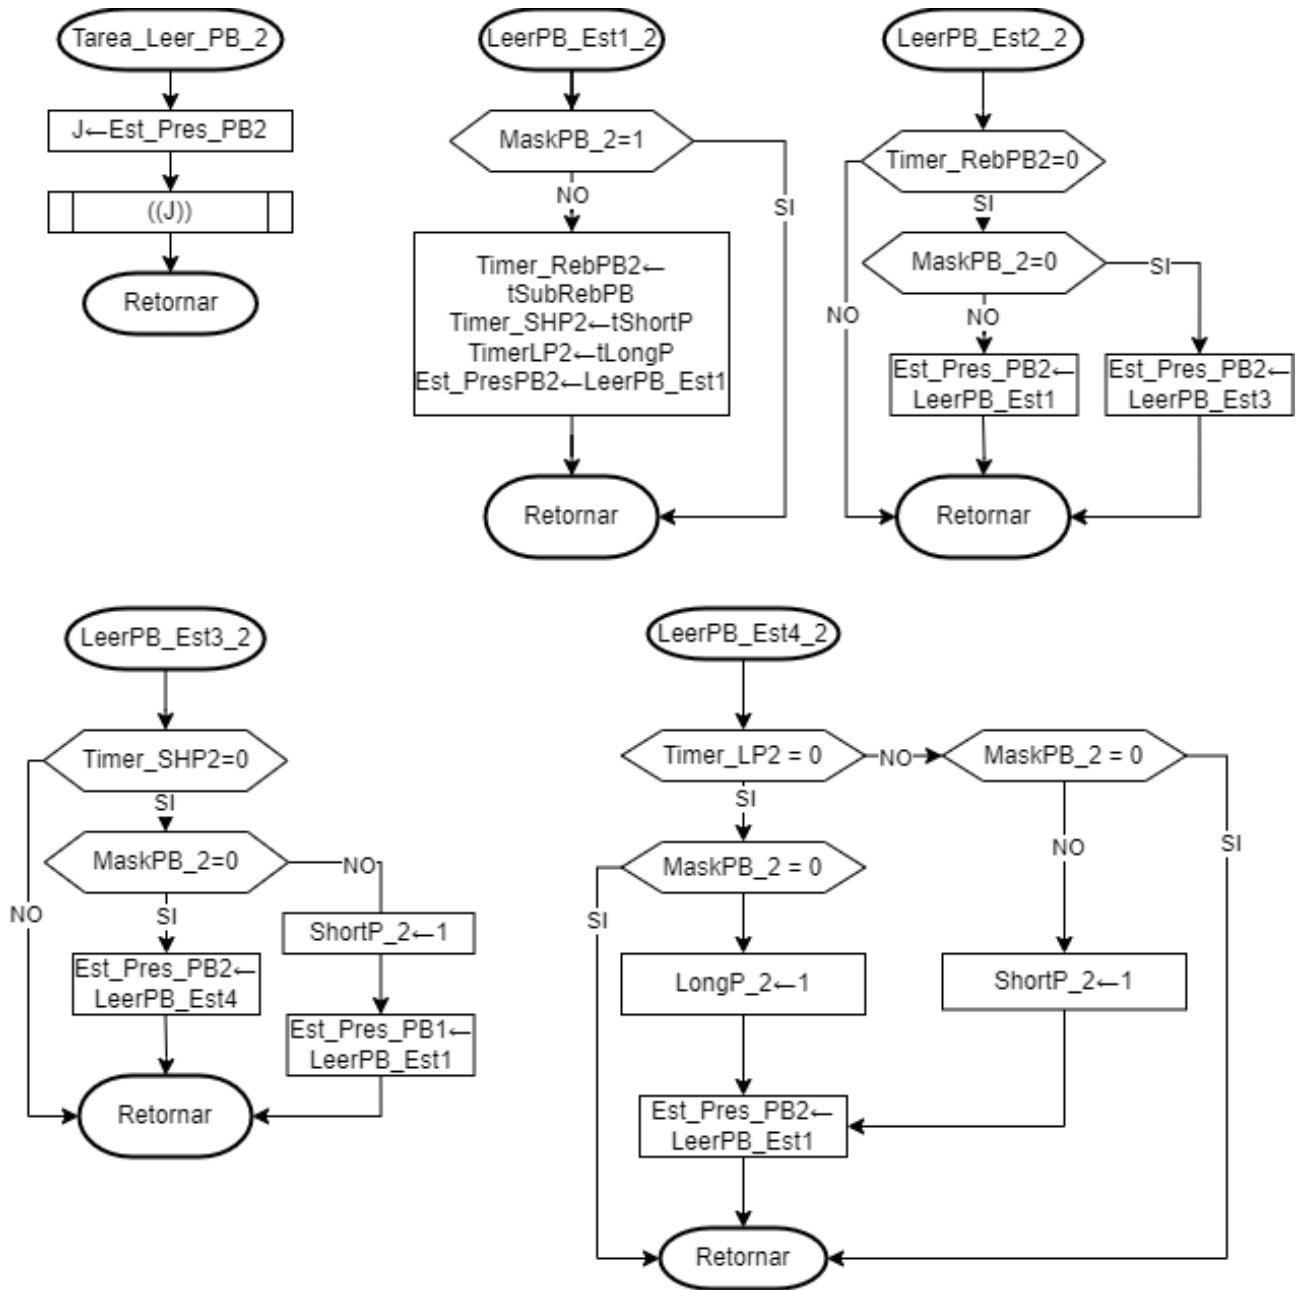 Tarea_Leer_PB_2
J←Est_Pres_PB2
((J))
Retornar
LeerPB_Est1_2
MaskPB_2=1
NO
SI
Timer_RebPB2←
tSubRebPB
Timer_SHP2←tShortP
TimerLP2←tLongP
Est_PresPB2←LeerPB_Est1
Retornar
LeerPB_Est2_2
Timer_RebPB2=0
SI
NO
MaskPB_2=0
SI
NO
Est_Pres_PB2←
LeerPB_Est1
Est_Pres_PB2←
LeerPB_Est3
Retornar
LeerPB_Est3_2
Timer_SHP2=0
SI
NO
MaskPB_2=0
NO
SI
ShortP_2←1
Est_Pres_PB2←
LeerPB_Est4
Est_Pres_PB1←
LeerPB_Est1
Retornar
LeerPB_Est4_2
Timer_LP2 = 0
NO
MaskPB_2 = 0
SI
NO
SI
MaskPB_2 = 0
SI
LongP_2←1
ShortP_2←1
Est_Pres_PB2←
LeerPB_Est1
Retornar